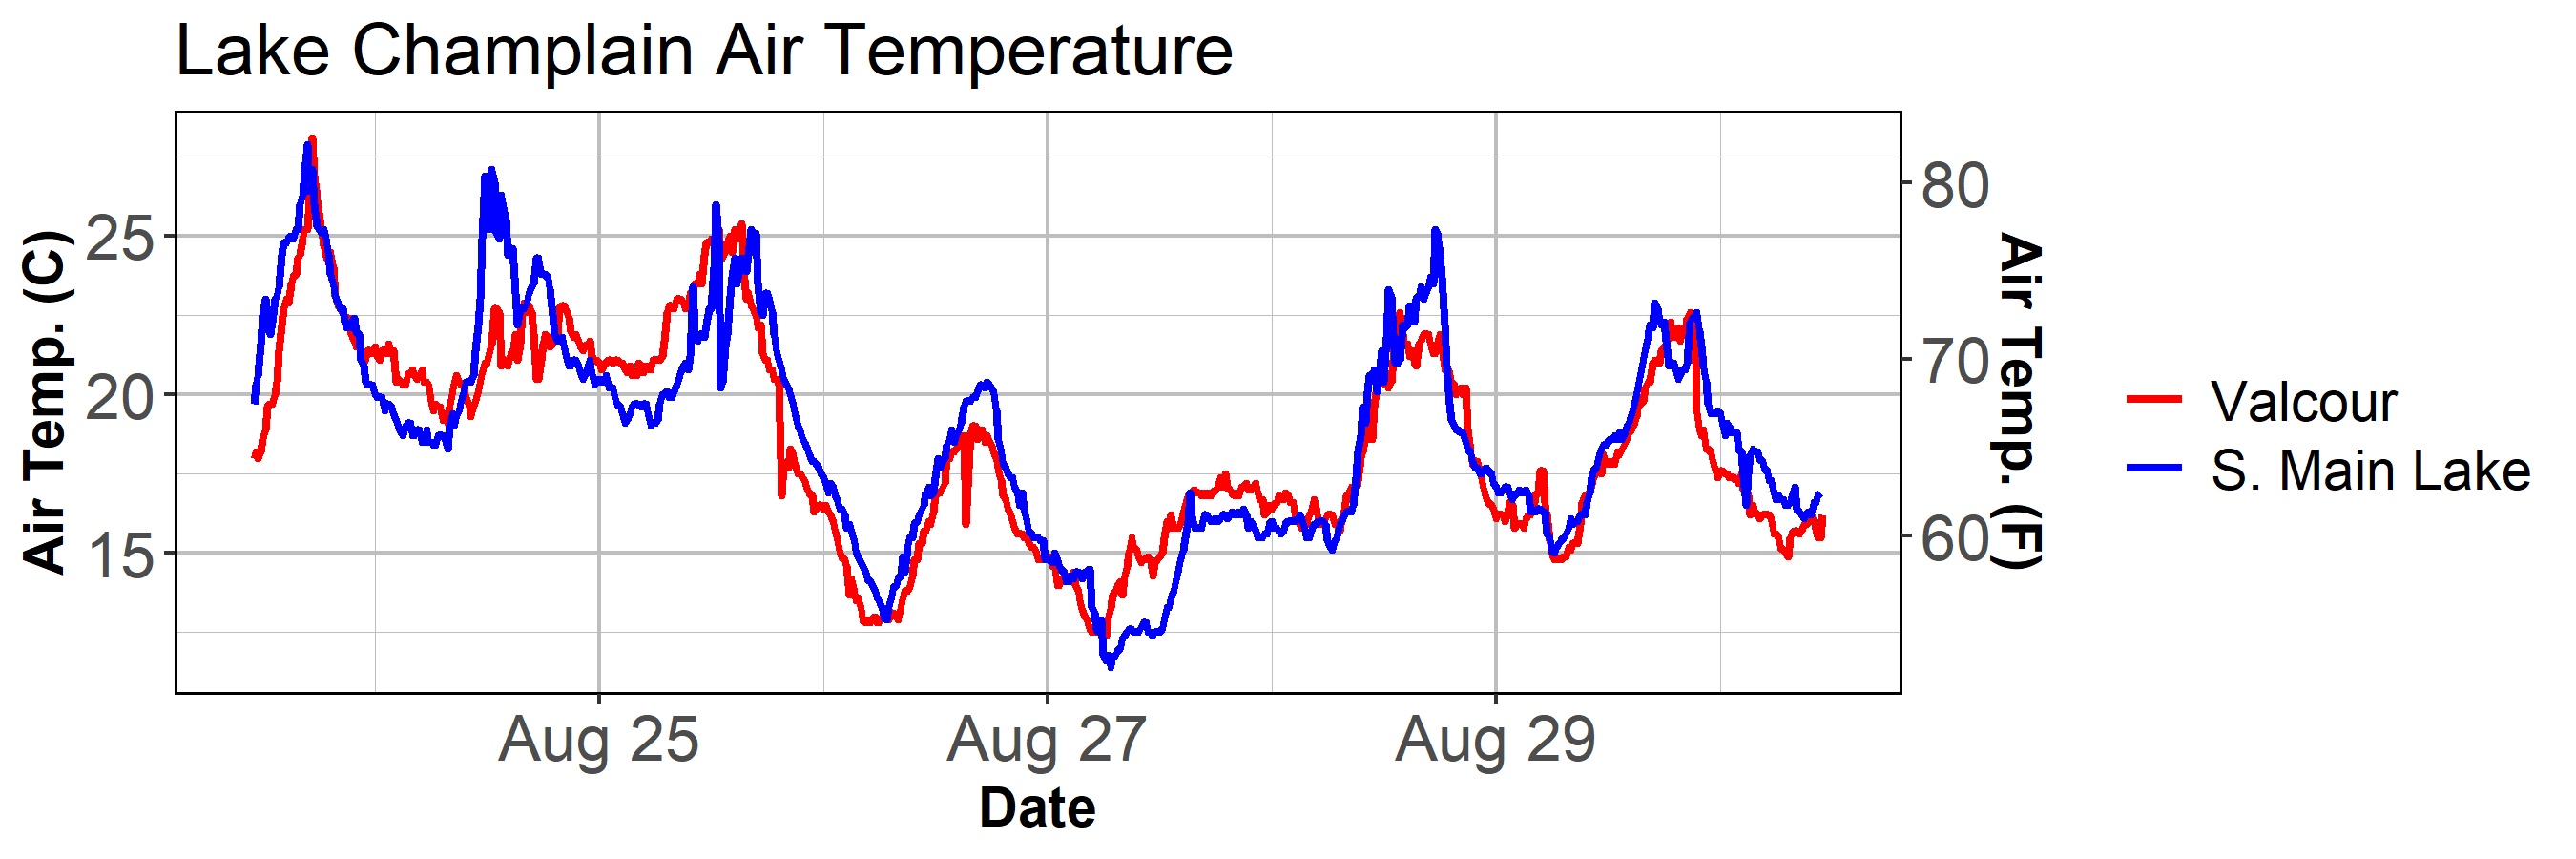 Lake Champlain Air Temperature
Air Temp. (C)
25
20
15
80
70
60
Air Temp. (F)
Aug 25
Aug 27
Aug 29
Date
Valcour
S. Main Lake